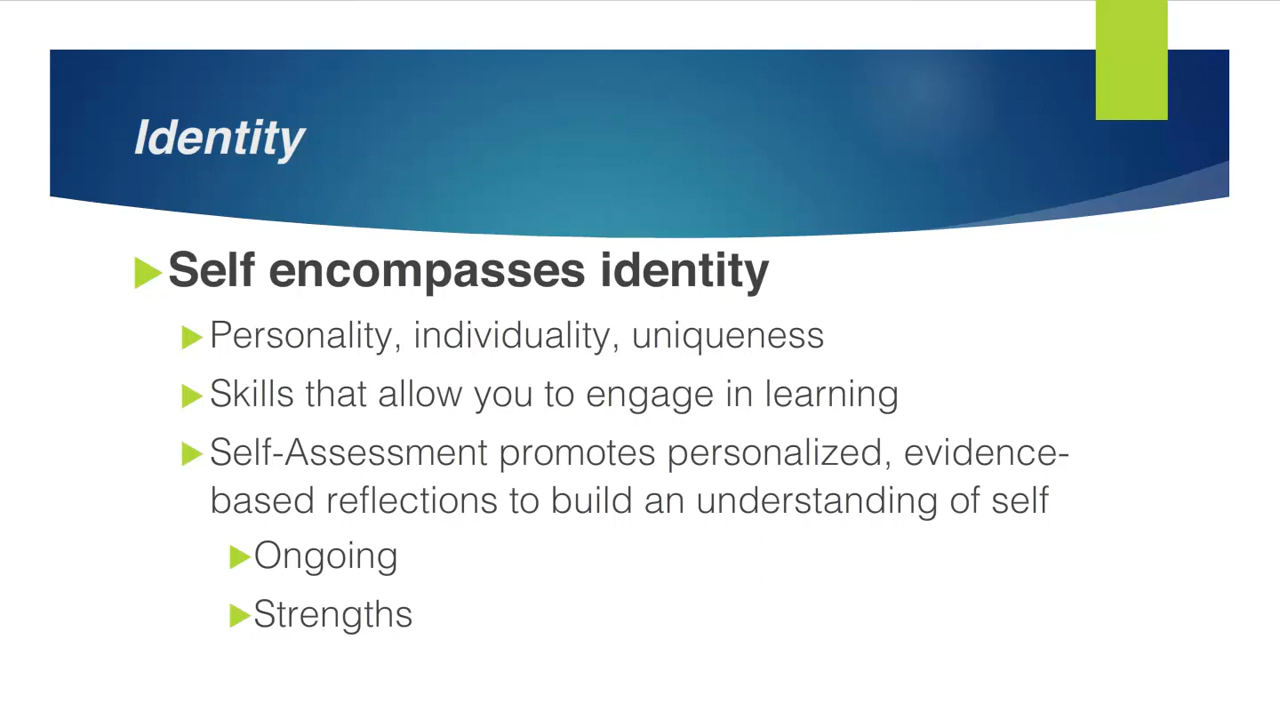 Identity
Self encompasses identity
Personality, individuality, uniqueness
Skills that allow you to engage in learning
Self-Assessment promotes personalized, evidence-
based reflections to build an understanding of self
Ongoing
Strengths